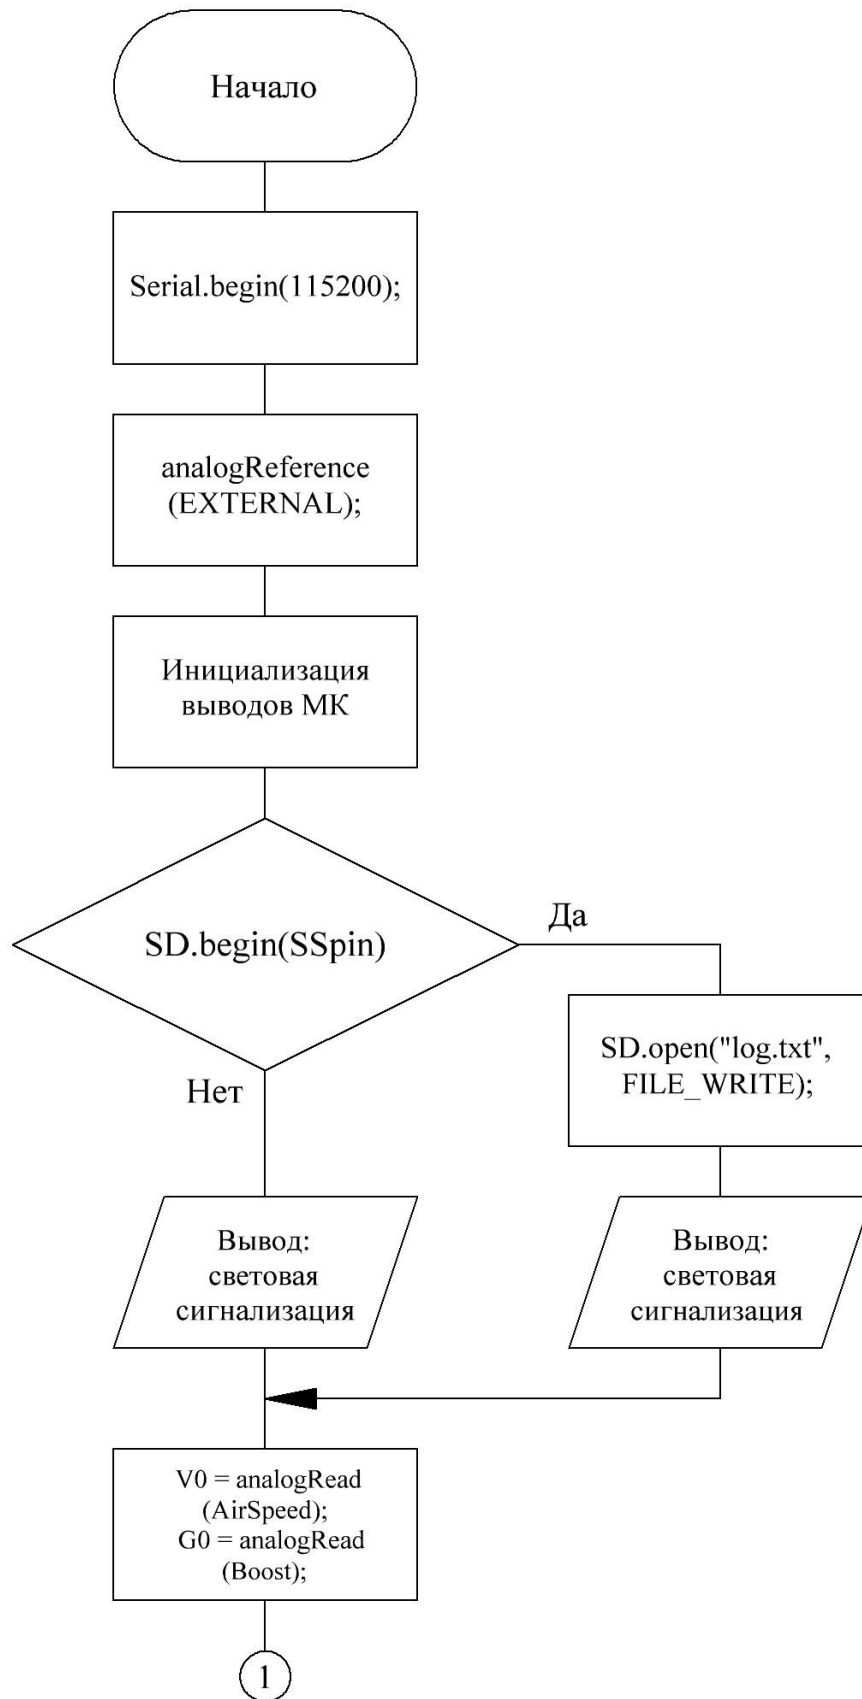 Начало
Serial.begin(115200);
analogReference
(EXTERNAL);
Инициализация
выводов МК
SD.begin(SSpin)
Да
SD.open("log.txt",
FILE_WRITE);
Нет
Вывод:
световая
сигнализация
Вывод:
световая
сигнализация
V0 = analogRead
(AirSpeed);
G0 = analogRead
(Boost);
1